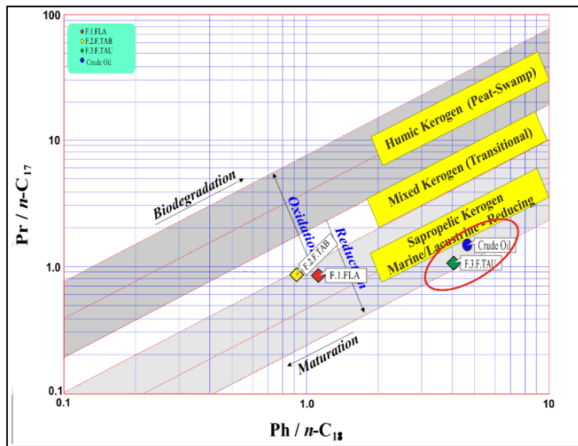 F.1.FLA
F.2.F.TAB
F.3.F.TAU
Crude Oil
100
10
1.0
0.1
Pr / n-C17
Humic Kerogen (Peat-Swamp)
Mixed Kerogen (Transitional)
Sapropelic Kerogen
Marine/Lacustrine - Reducing
Biodegradation
Oxidation
Reduction
F.2.F.TAB
F.1.FLA
Crude Oil
F.3.F.TAU
Maturation
0.1
1.0
10
Ph / n-C18